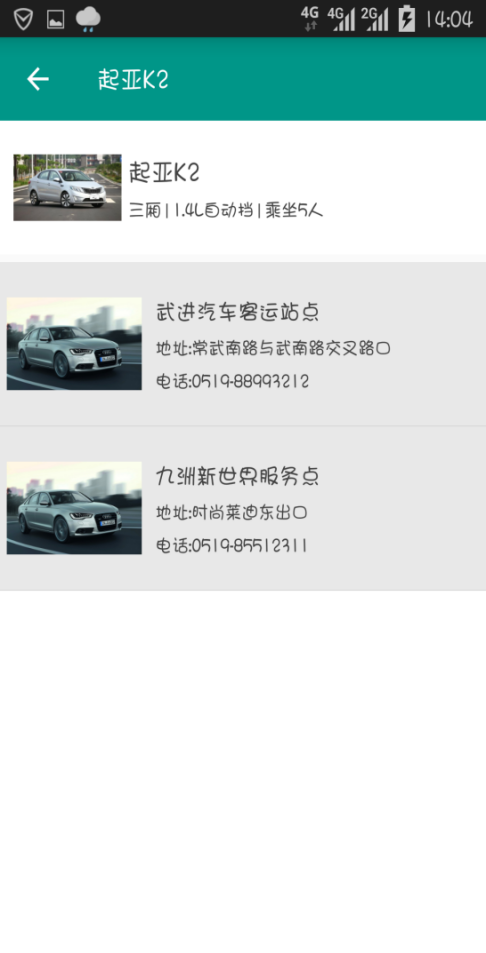 4G 4G 2G 14:04
起亚K2
起亚K2
三厢|1.4L自动档|乘坐5人
武进汽车客运站点
地址:常武南路与武南路交叉路口
电话:0519-88993212
九洲新世界服务点
地址:时尚莱迪东出口
电话:0519-85512311